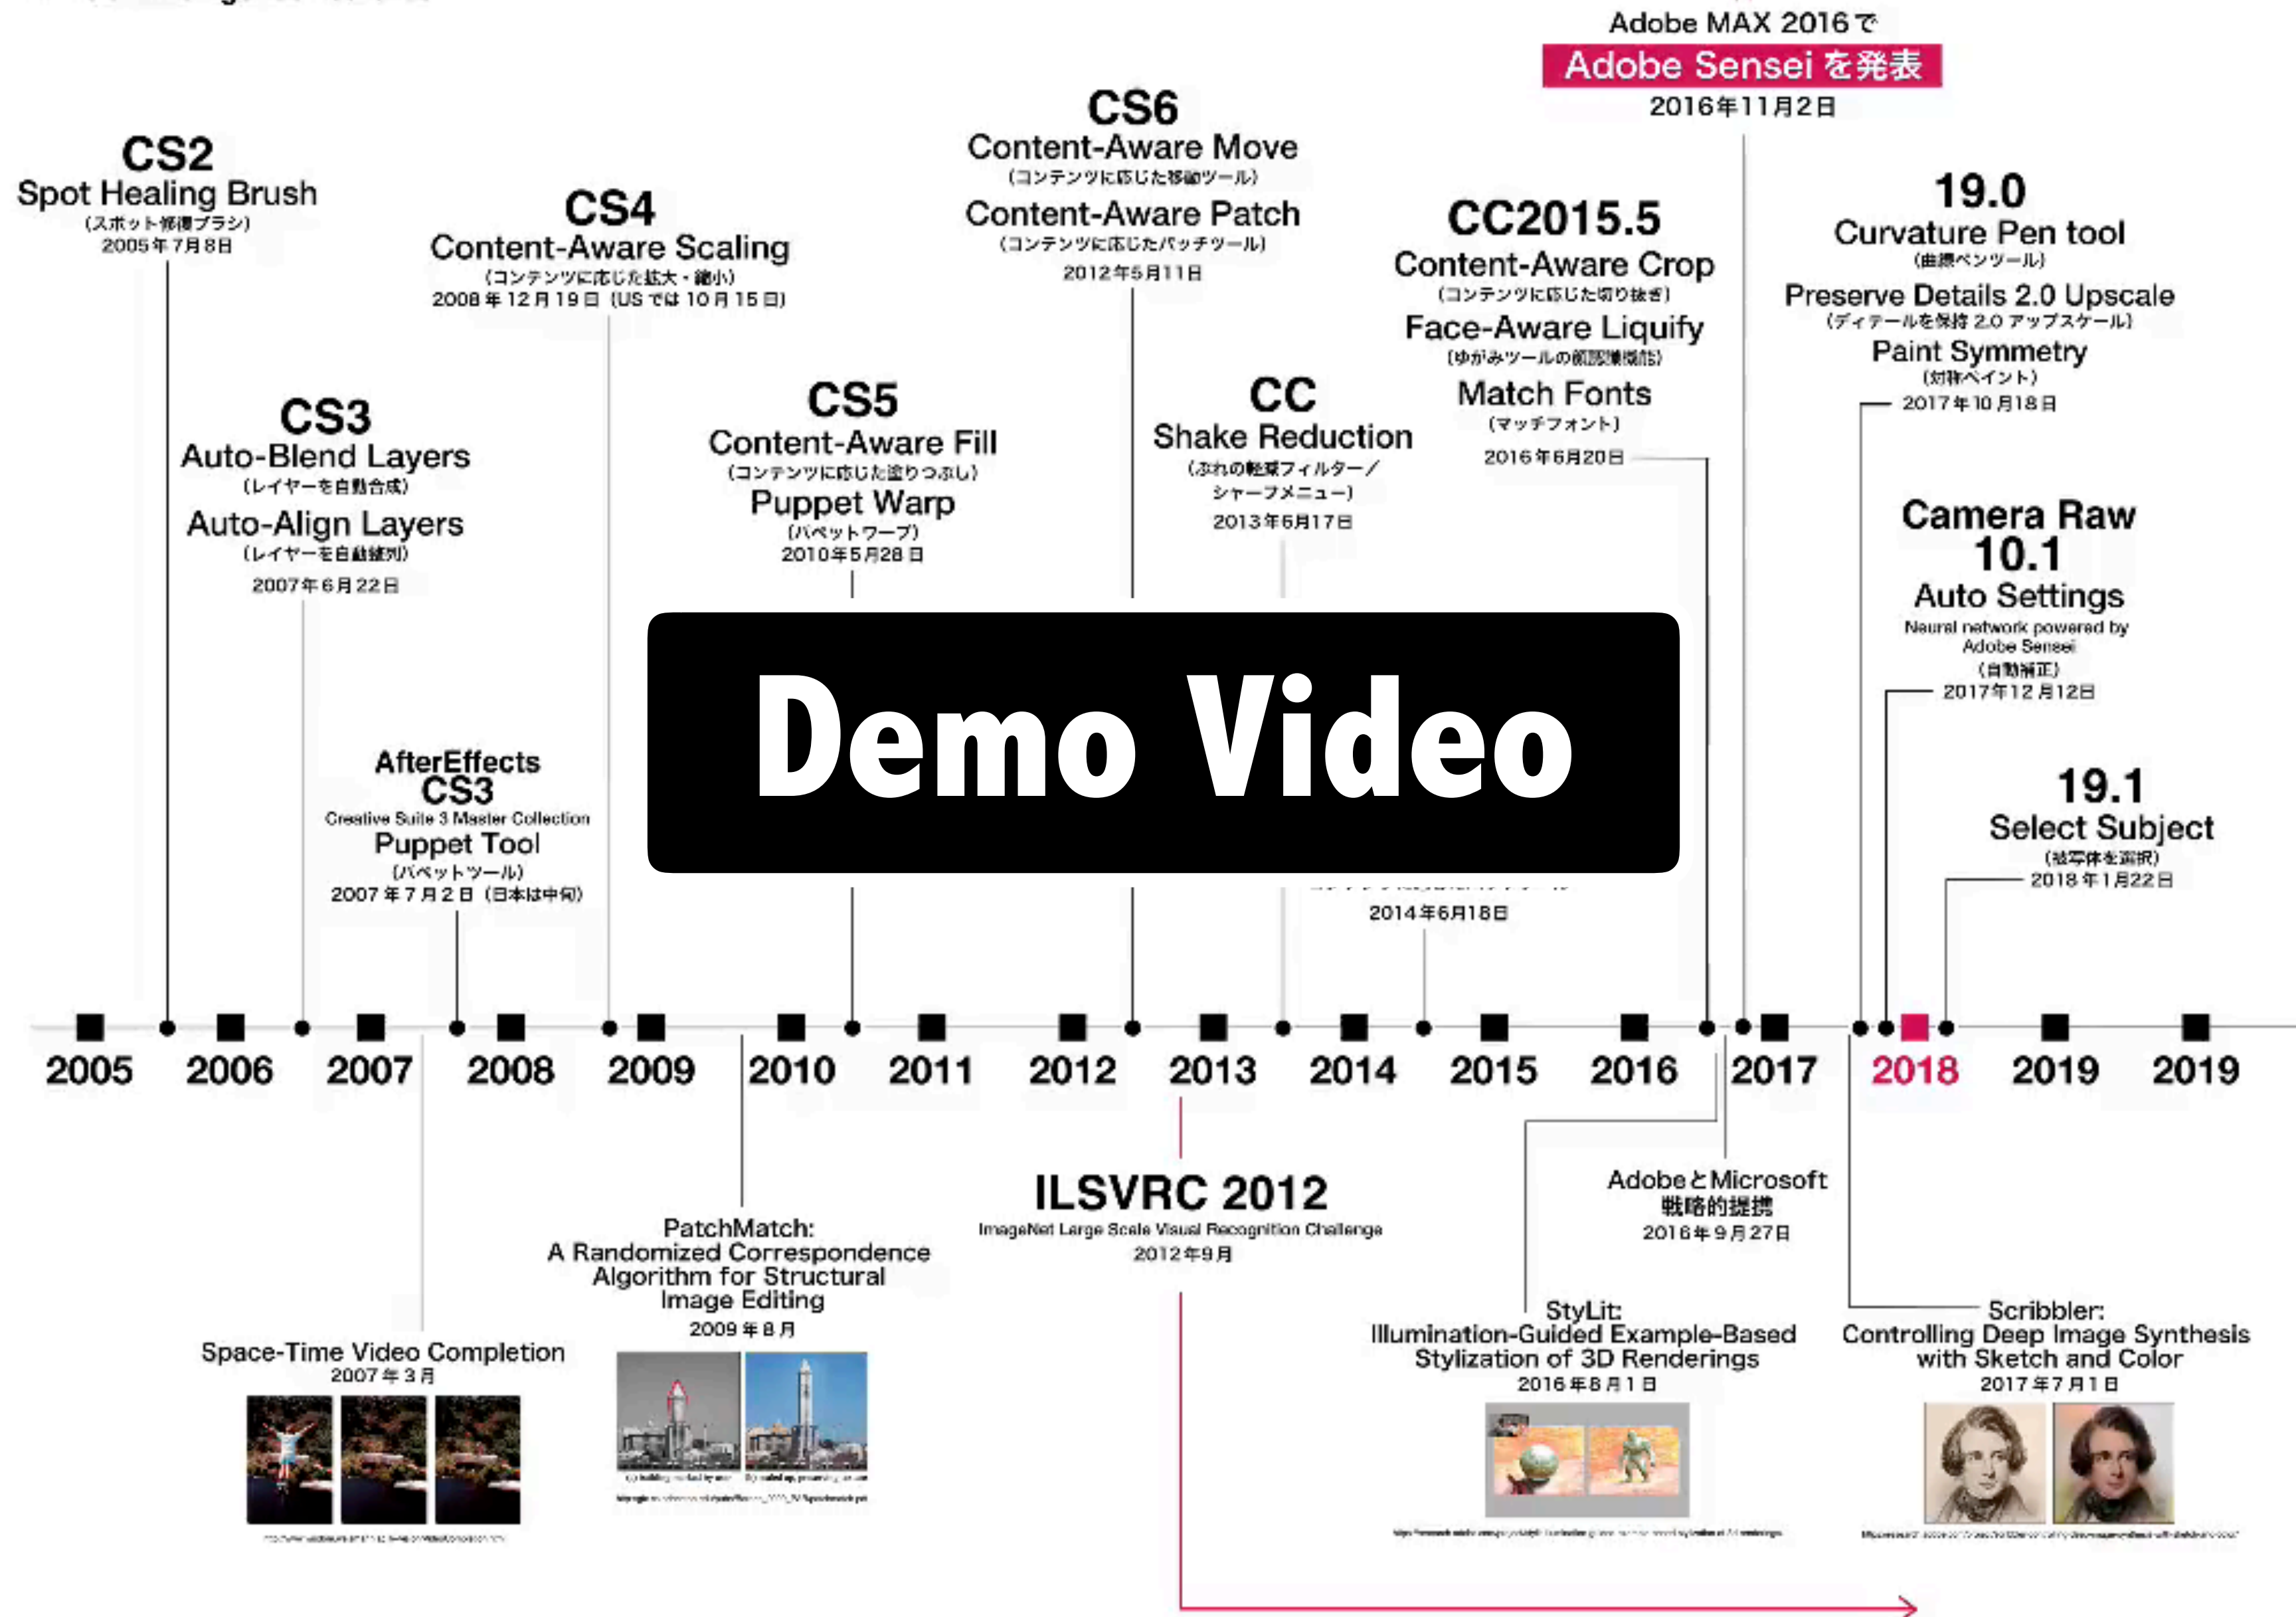 Adobe MAX 2016で
Adobe Sensei を発表
2016年11月2日
CS2
Spot Healing Brush
(スポット修復ブラシ)
2005年7月8日
CS3
Auto-Blend Layers
(レイヤーを自動合成)
Auto-Align Layers
(レイヤーを自動整列)
2007年6月22日
AfterEffects
CS3
Creative Suite 3 Master Collection
Puppet Tool
(パペットツール)
2007年7月2日（日本は中旬）
CS4
Content-Aware Scaling
(コンテンツに応じた拡大・縮小)
2008年12月19日（USでは10月15日）
CS5
Content-Aware Fill
(コンテンツに応じた塗りつぶし)
Puppet Warp
(パペットワープ)
2010年5月28日
CS6
Content-Aware Move
(コンテンツに応じた移動ツール)
Content-Aware Patch
(コンテンツに応じたパッチツール)
2012年5月11日
CC
Shake Reduction
(ぶれの軽減フィルター／
シャープメニュー)
2013年6月17日
2014年6月18日
CC2015.5
Content-Aware Crop
(コンテンツに応じた切り抜き)
Face-Aware Liquify
(ゆがみツールの顔認識機能)
Match Fonts
(マッチフォント)
2016年6月20日
19.0
Curvature Pen tool
(曲線ペンツール)
Preserve Details 2.0 Upscale
(ディテールを保持 2.0 アップスケール)
Paint Symmetry
(対称ペイント)
2017年10月18日
Camera Raw
10.1
Auto Settings
Neural network powered by
Adobe Sensei
(自動補正)
2017年12月12日
19.1
Select Subject
(被写体を選択)
2018年1月22日
Demo Video
2005 2006 2007 2008 2009 2010 2011 2012 2013 2014 2015 2016 2017 2018 2019 2019
Space-Time Video Completion
2007年3月
PatchMatch:
A Randomized Correspondence
Algorithm for Structural
Image Editing
2009年8月
ILSVRC 2012
ImageNet Large Scale Visual Recognition Challenge
2012年9月
StyLit:
Illumination-Guided Example-Based
Stylization of 3D Renderings
2016年8月1日
AdobeとMicrosoft
戦略的提携
2016年9月27日
Scribbler:
Controlling Deep Image Synthesis
with Sketch and Color
2017年7月1日